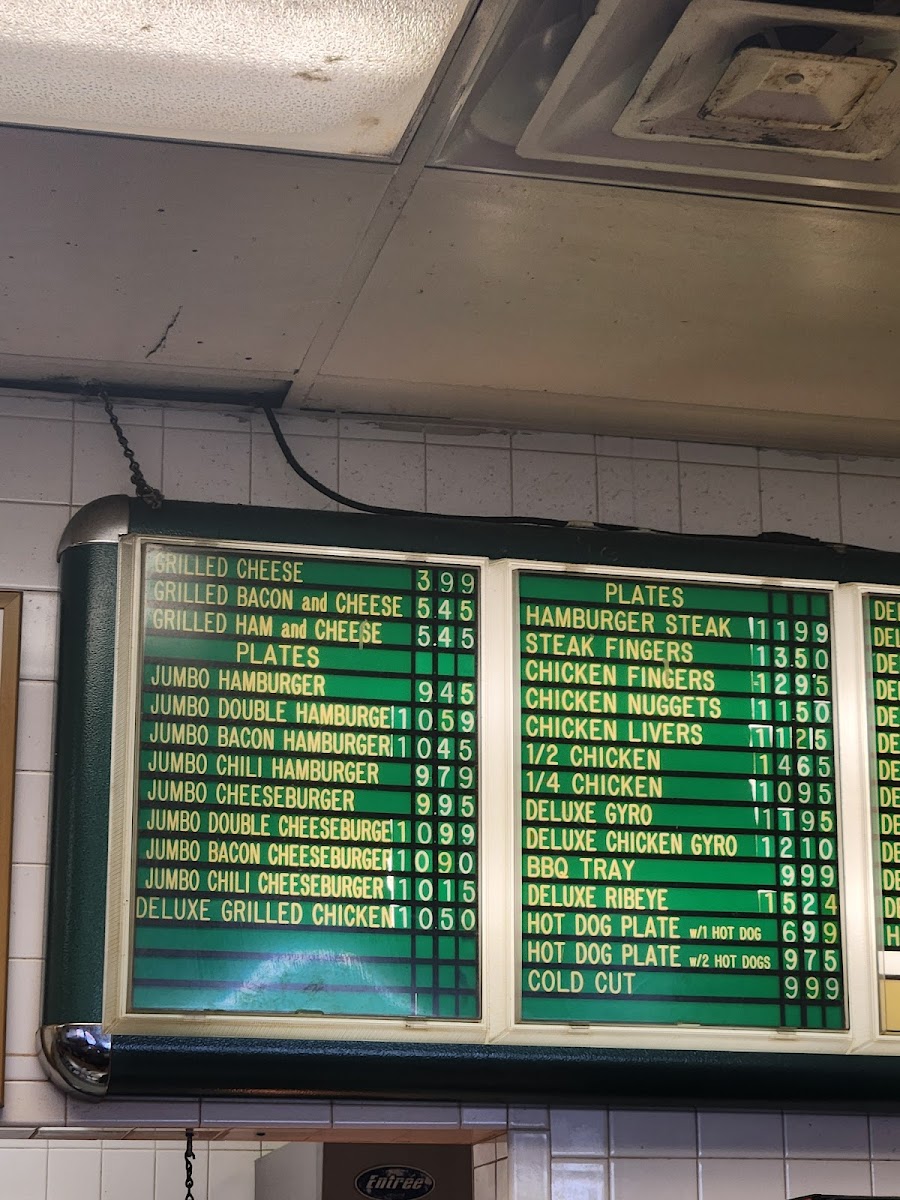 GRILLED CHEESE 3 9 9
GRILLED BACON and CHEESE 5 4 5
GRILLED HAM and CHEESE 5 4 5
PLATES
JUMBO HAMBURGER 9 4 5
JUMBO DOUBLE HAMBURGE 1 0 5 9
JUMBO BACON HAMBURGER 1 0 4 5
JUMBO CHILI HAMBURGER 9 7 9
JUMBO CHEESEBURGER 9 9 5
JUMBO DOUBLE CHEESEBURGE 1 0 9 9
JUMBO BACON CHEESEBURGER 1 0 9 0
JUMBO CHILI CHEESEBURGER 1 0 1 5
DELUXE GRILLED CHICKEN 1 0 5 0
PLATES
HAMBURGER STEAK 1 1 9 9
STEAK FINGERS 1 3 5 0
CHICKEN FINGERS 1 2 9 5
CHICKEN NUGGETS 1 1 5 0
CHICKEN LIVERS 1 1 2 5
1/2 CHICKEN 1 4 6 5
1/4 CHICKEN 1 0 9 5
DELUXE GYRO 1 1 9 5
DELUXE CHICKEN GYRO 1 2 1 0
BBQ TRAY 9 9 9
DELUXE RIBEYE 1 5 2 4
HOT DOG PLATE w/1 HOT DOG 6 9 9
HOT DOG PLATE w/2 HOT DOGS 9 7 5
COLD CUT 9 9 9
Entrée